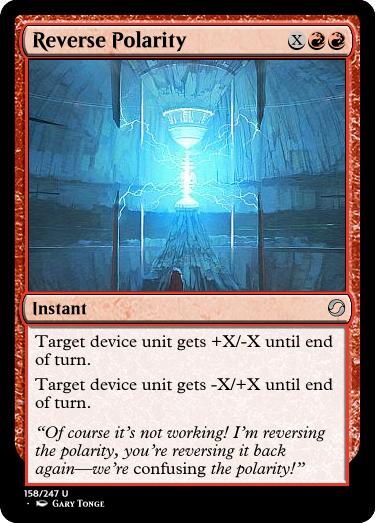 Reverse Polarity X
Instant
Target device unit gets +X/-X until end
of turn.
Target device unit gets -X/+X until end
of turn.
“Of course it’s not working! I’m reversing
the polarity, you’re reversing it back
again—we’re confusing the polarity!”
158/247 U
· GARY TONGE